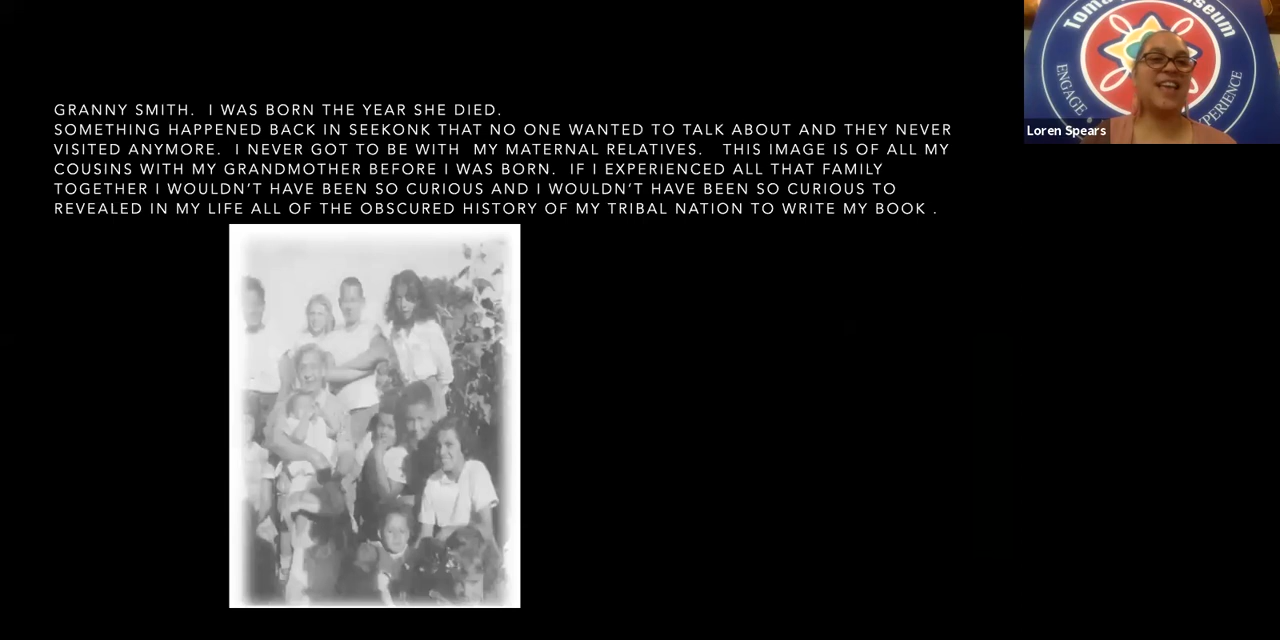 GRANNY SMITH. I WAS BORN THE YEAR SHE DIED.
SOMETHING HAPPENED BACK IN SEEKONK THAT NO ONE WANTED TO TALK ABOUT AND THEY NEVER
VISITED ANYMORE. I NEVER GOT TO BE WITH MY MATERNAL RELATIVES. THIS IMAGE IS OF ALL MY
COUSINS WITH MY GRANDMOTHER BEFORE I WAS BORN. IF I EXPERIENCED ALL THAT FAMILY
TOGETHER I WOULDN'T HAVE BEEN SO CURIOUS AND I WOULDN'T HAVE BEEN SO CURIOUS TO
REVEALED IN MY LIFE ALL OF THE OBSCURED HISTORY OF MY TRIBAL NATION TO WRITE MY BOOK .
ENGAGE
Loren Spears